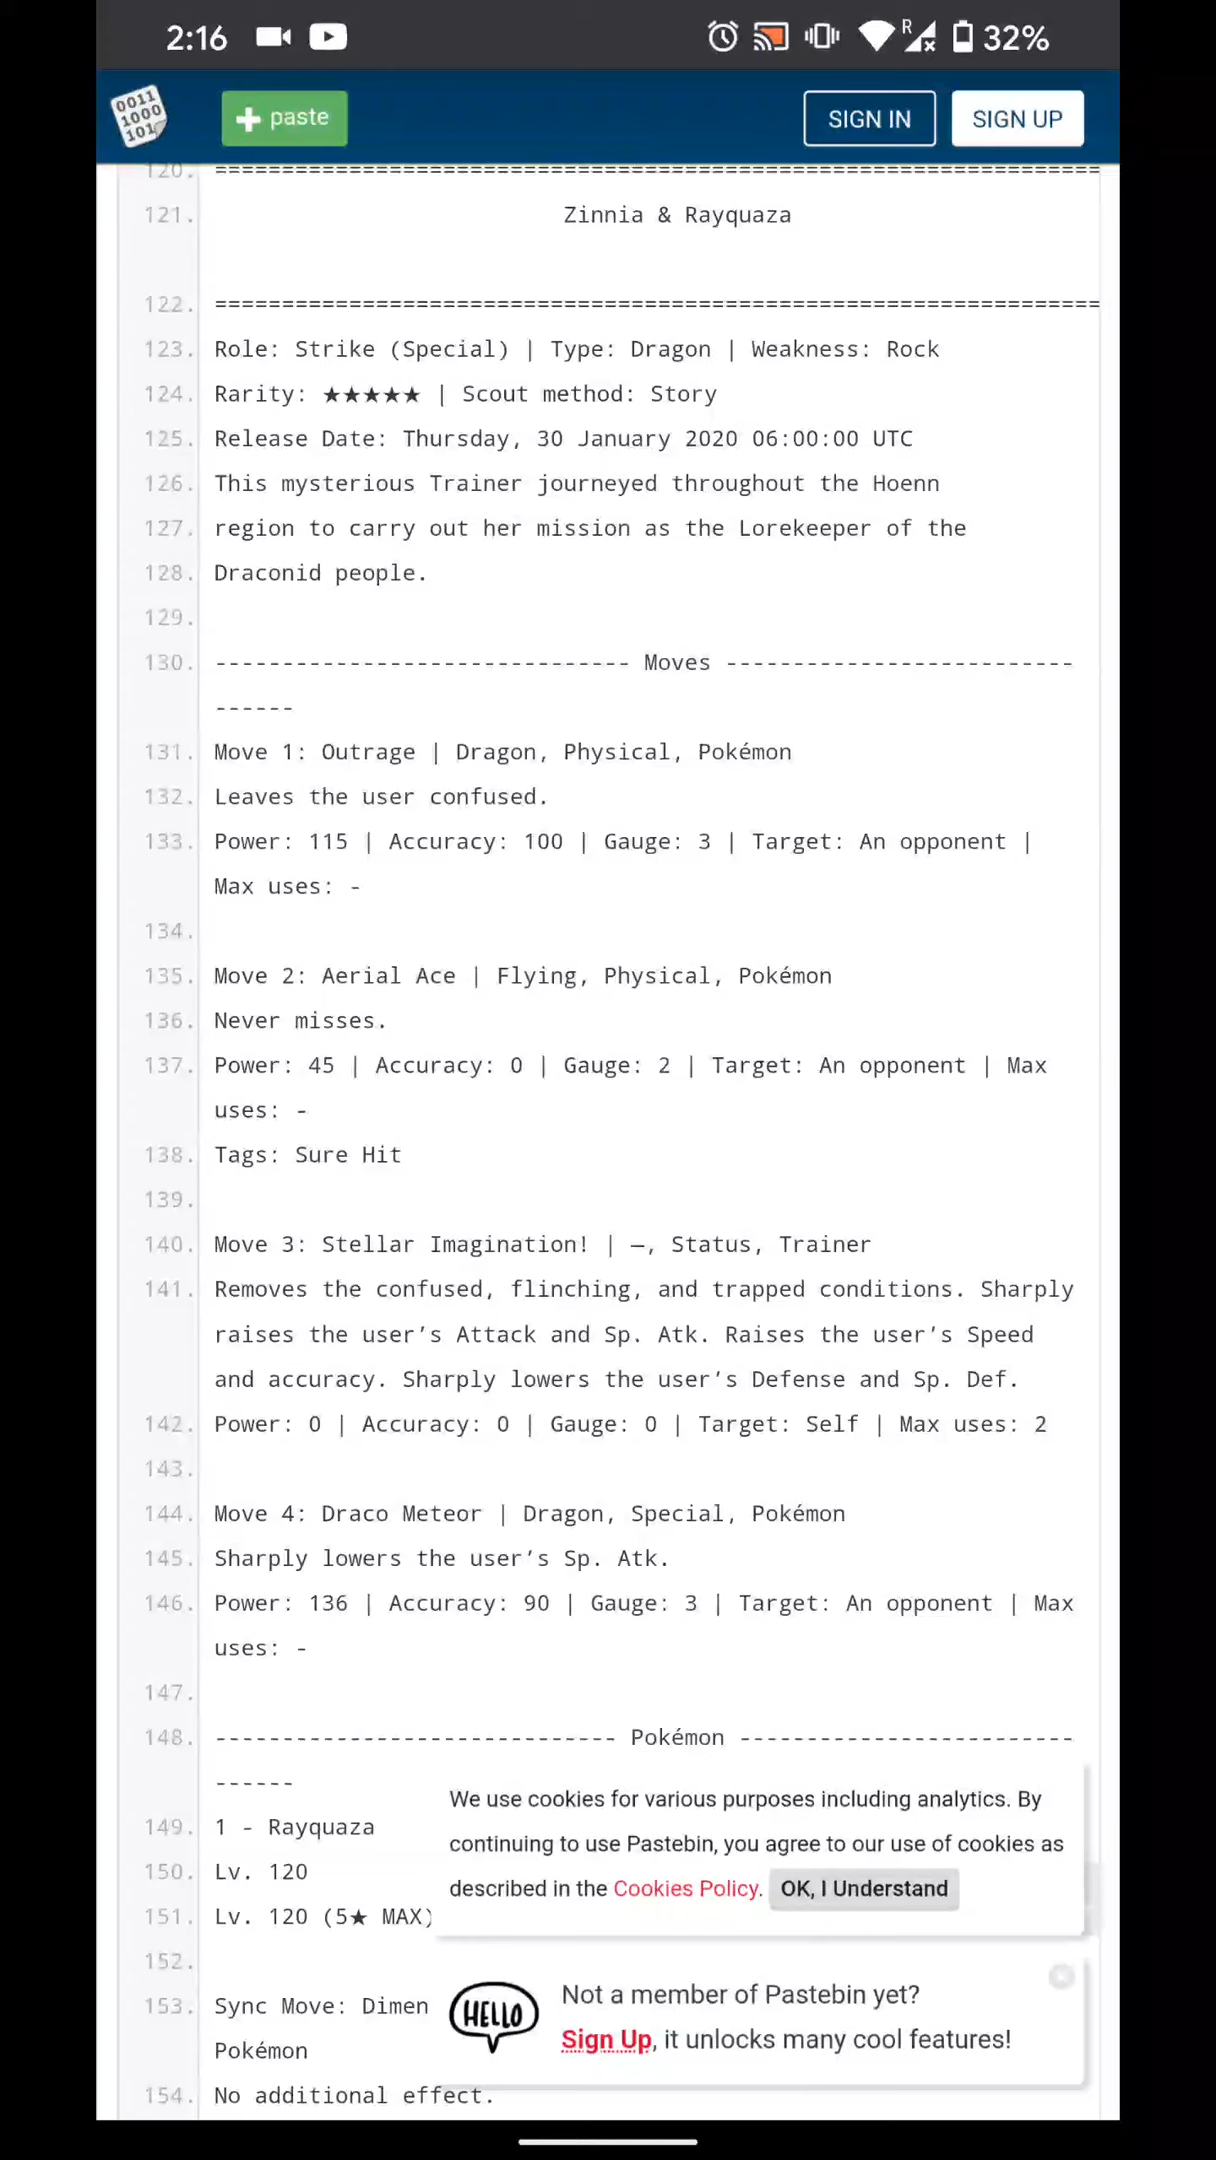 2:16
R
32%
0011
1000
101
paste
SIGN IN
SIGN UP
120. ==================================================================
121. Zinnia & Rayquaza
122. ==================================================================
123. Role: Strike (Special) | Type: Dragon | Weakness: Rock
124. Rarity: ★★★★★ | Scout method: Story
125. Release Date: Thursday, 30 January 2020 06:00:00 UTC
126. This mysterious Trainer journeyed throughout the Hoenn
127. region to carry out her mission as the Lorekeeper of the
128. Draconid people.
129.
130. ------------------------------- Moves --------------------------
------
131. Move 1: Outrage | Dragon, Physical, Pokémon
132. Leaves the user confused.
133. Power: 115 | Accuracy: 100 | Gauge: 3 | Target: An opponent |
Max uses: -
134.
135. Move 2: Aerial Ace | Flying, Physical, Pokémon
136. Never misses.
137. Power: 45 | Accuracy: 0 | Gauge: 2 | Target: An opponent | Max
uses: -
138. Tags: Sure Hit
139.
140. Move 3: Stellar Imagination! | —, Status, Trainer
141. Removes the confused, flinching, and trapped conditions. Sharply
raises the user’s Attack and Sp. Atk. Raises the user’s Speed
and accuracy. Sharply lowers the user’s Defense and Sp. Def.
142. Power: 0 | Accuracy: 0 | Gauge: 0 | Target: Self | Max uses: 2
143.
144. Move 4: Draco Meteor | Dragon, Special, Pokémon
145. Sharply lowers the user’s Sp. Atk.
146. Power: 136 | Accuracy: 90 | Gauge: 3 | Target: An opponent | Max
uses: -
147.
148. ------------------------------ Pokémon -------------------------
------
149. 1 - Rayquaza
150. Lv. 120
151. Lv. 120 (5★ MAX)
152.
153. Sync Move: Dimen
Pokémon
154. No additional effect.
We use cookies for various purposes including analytics. By
continuing to use Pastebin, you agree to our use of cookies as
described in the Cookies Policy. OK, I Understand
HELLO
Not a member of Pastebin yet?
Sign Up, it unlocks many cool features!